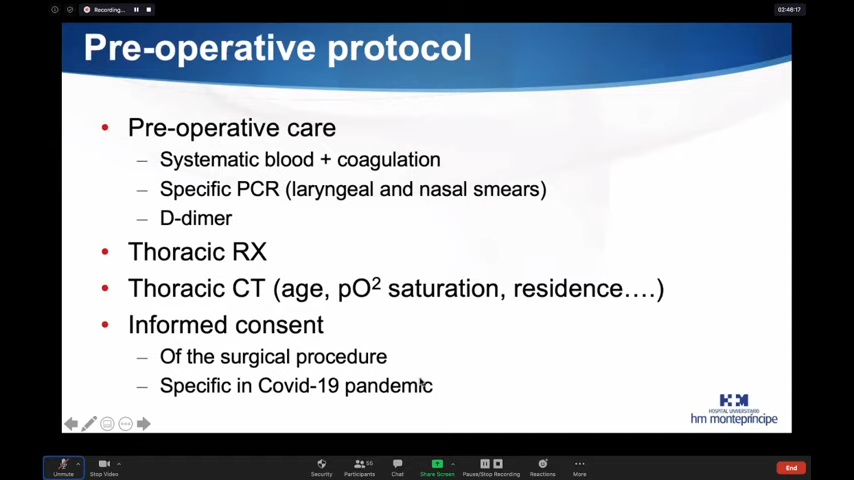 Recording...
02:46:17
Pre-operative protocol
• Pre-operative care
– Systematic blood + coagulation
– Specific PCR (laryngeal and nasal smears)
– D-dimer
• Thoracic RX
• Thoracic CT (age, pO² saturation, residence....)
• Informed consent
– Of the surgical procedure
– Specific in Covid-19 pandemic
HM
HOSPITAL UNIVERSITARIO
hm montepríncipe
Unmute
Stop Video
Security
Participants
55
Chat
Share Screen
Pause/Stop Recording
Reactions
More
End